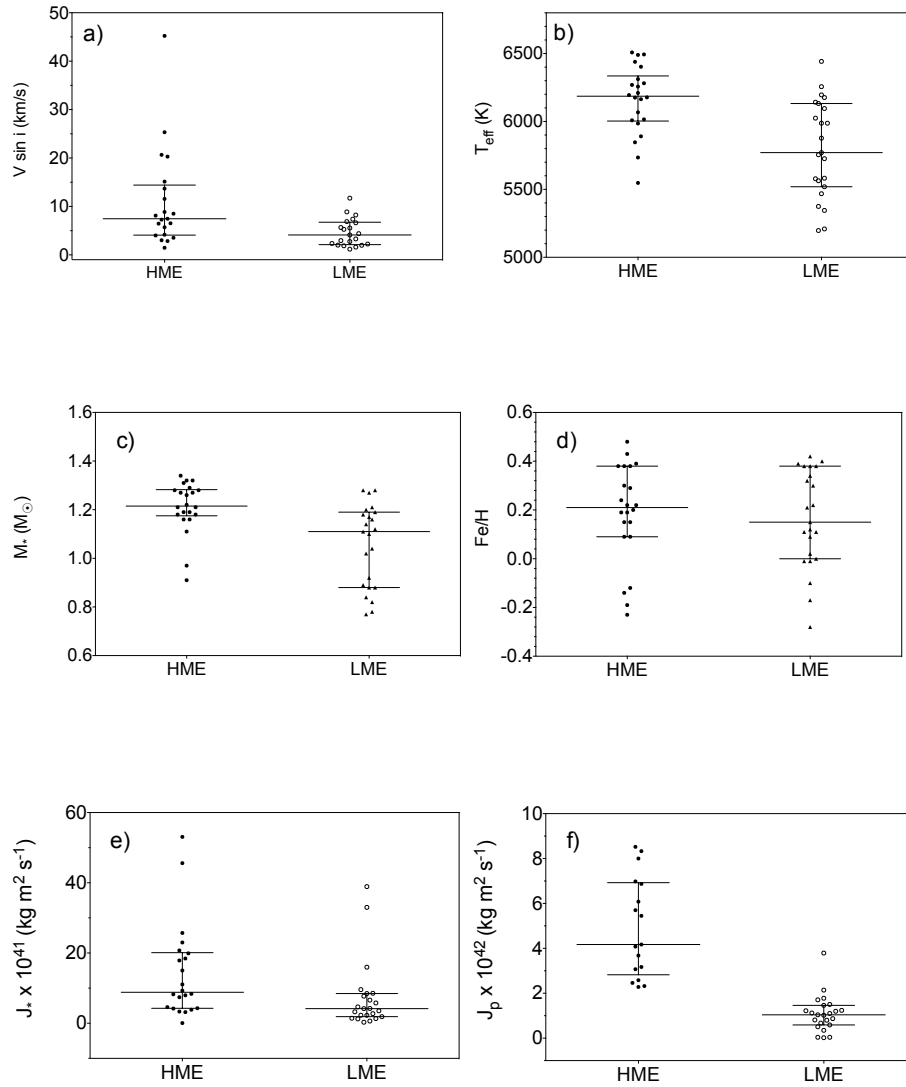 a)
V sin i (km/s)
50
40
30
20
10
0
HME LME
b)
T_eff (K)
6500
6000
5500
5000
HME LME
c)
M_* (M_⊙)
1.6
1.4
1.2
1.0
0.8
0.6
HME LME
d)
Fe/H
0.6
0.4
0.2
0.0
-0.2
-0.4
HME LME
e)
J_* x 10^41 (kg m^2 s^-1)
60
40
20
0
HME LME
f)
J_p x 10^42 (kg m^2 s^-1)
10
8
6
4
2
0
HME LME